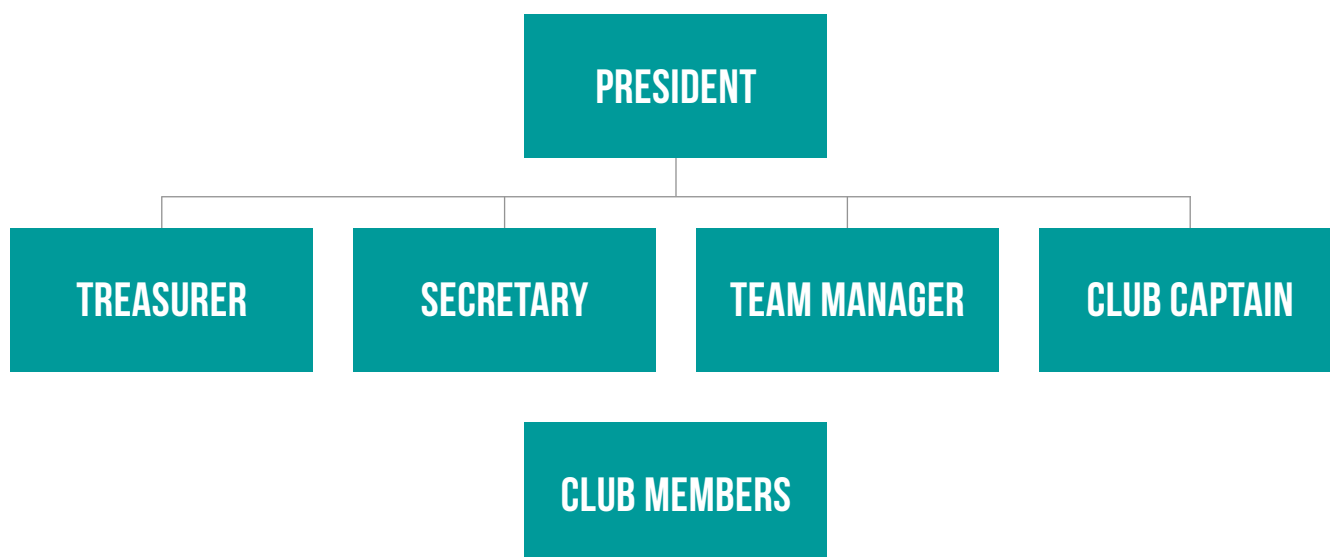 PRESIDENT
TREASURER
SECRETARY
TEAM MANAGER
CLUB CAPTAIN
CLUB MEMBERS